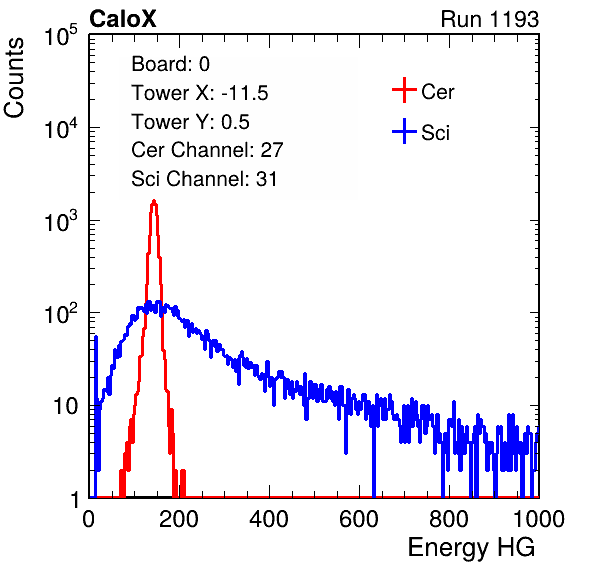 CaloX Run 1193
Counts
10^5
10^4
10^3
10^2
10
1
Board: 0
Tower X: -11.5
Tower Y: 0.5
Cer Channel: 27
Sci Channel: 31
Cer
Sci
0 200 400 600 800 1000
Energy HG